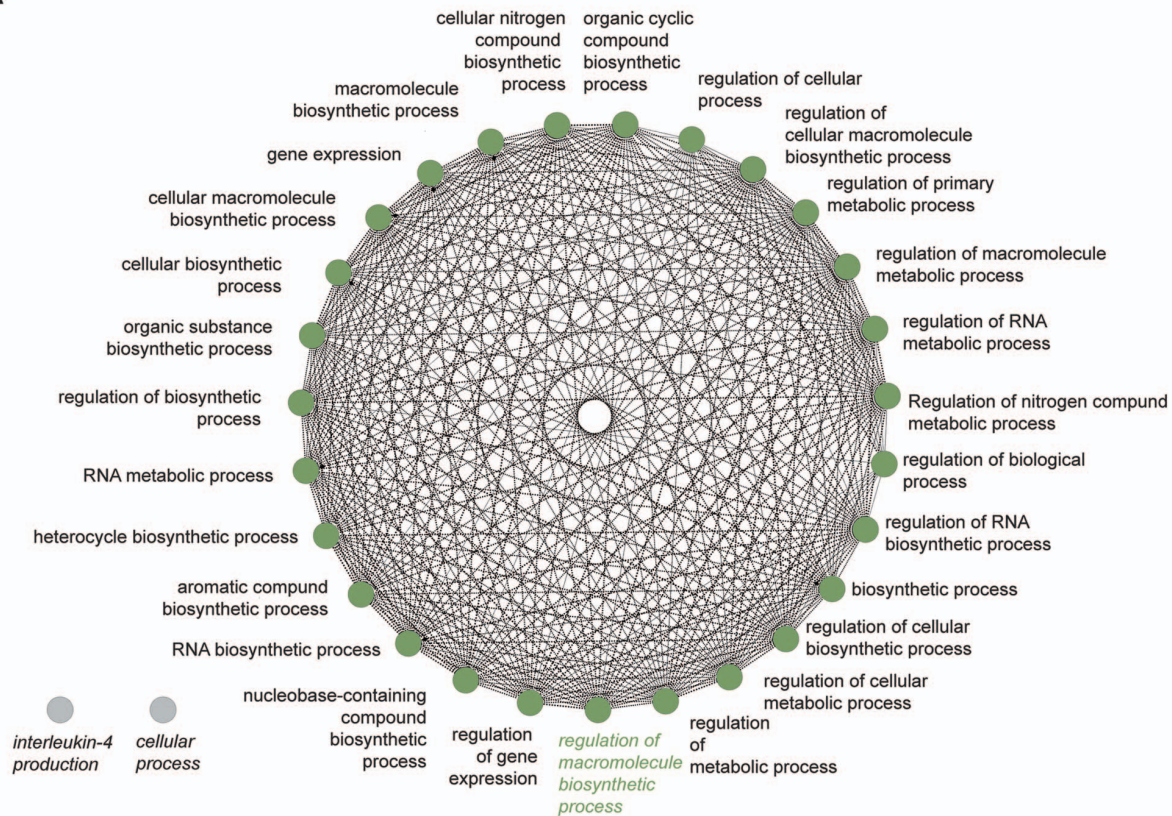 cellular nitrogen
compound
biosynthetic
process
organic cyclic
compound
biosynthetic
process
regulation of cellular
process
regulation of
cellular macromolecule
biosynthetic process
regulation of primary
metabolic process
regulation of macromolecule
metabolic process
regulation of RNA
metabolic process
Regulation of nitrogen compund
metabolic process
regulation of biological
process
regulation of RNA
biosynthetic process
biosynthetic process
regulation of cellular
biosynthetic process
regulation of cellular
metabolic process
regulation
of
metabolic process
regulation of
macromolecule
biosynthetic
process
regulation
of gene
expression
nucleobase-containing
compound
biosynthetic
process
RNA biosynthetic process
aromatic compund
biosynthetic process
heterocycle biosynthetic process
RNA metabolic process
regulation of biosynthetic
process
organic substance
biosynthetic process
cellular biosynthetic
process
cellular macromolecule
biosynthetic process
gene expression
macromolecule
biosynthetic process
interleukin-4
production
cellular
process